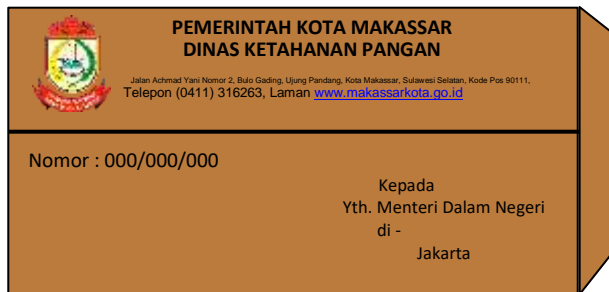 PEMERINTAH KOTA MAKASSAR
DINAS KETAHANAN PANGAN
Jalan Achmad Yani Nomor 2, Bulo Gading, Ujung Pandang, Kota Makassar, Sulawesi Selatan, Kode Pos 90111,
Telepon (0411) 316263, Laman www.makassarkota.go.id
Nomor : 000/000/000
Kepada
Yth. Menteri Dalam Negeri
di -
Jakarta